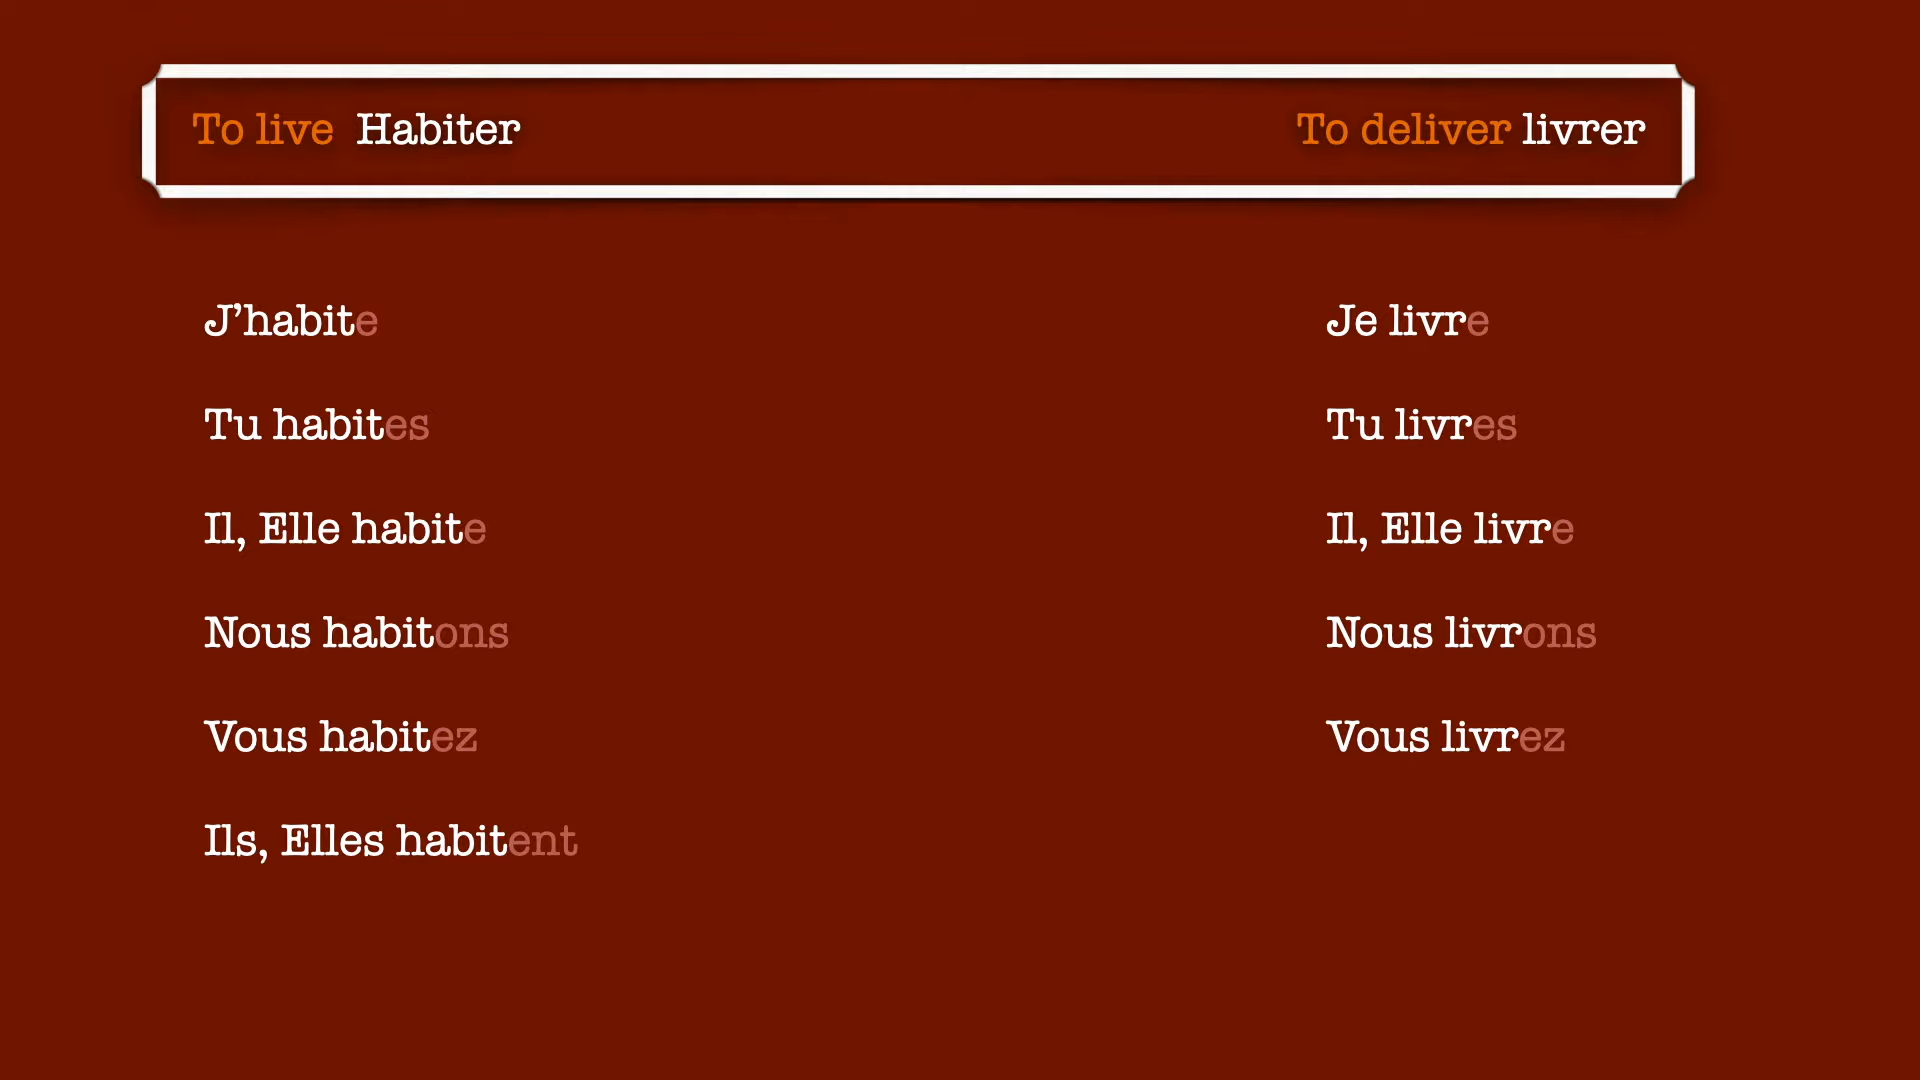 To live Habiter
To deliver livrer
J’habite
Tu habites
Il, Elle habite
Nous habitons
Vous habitez
Ils, Elles habitent
Je livre
Tu livres
Il, Elle livre
Nous livrons
Vous livrez